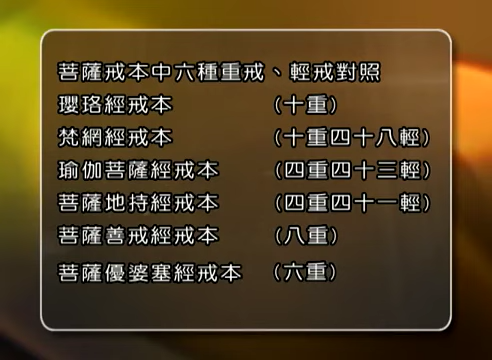 菩薩戒本中六種重戒、輕戒對照
瓔珞經戒本 (十重)
梵網經戒本 (十重四十八輕)
瑜伽菩薩經戒本 (四重四十三輕)
菩薩地持經戒本 (四重四十一輕)
菩薩善戒經戒本 (八重)
菩薩優婆塞經戒本 (六重)